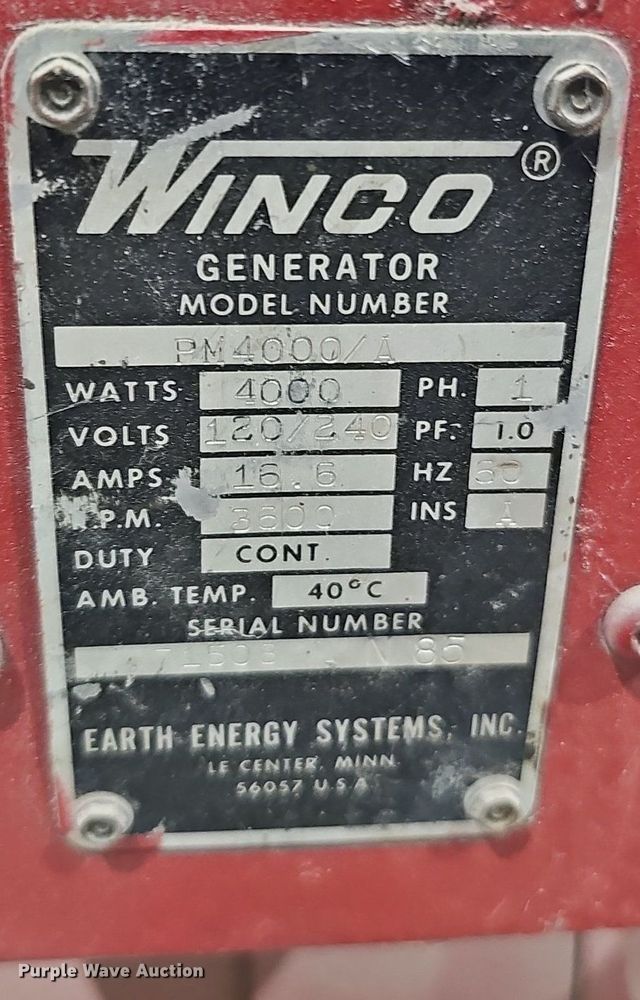 WINCO®
GENERATOR
MODEL NUMBER
PM4000/A
WATTS 4000 PH. 1
VOLTS 120/240 PF. 1.0
AMPS 16.6 HZ 60
.P.M. 3600 INS A
DUTY CONT.
AMB. TEMP. 40°C
SERIAL NUMBER
85
EARTH ENERGY SYSTEMS, INC.
LE CENTER, MINN.
56057 U.S.A.
Purple Wave Auction